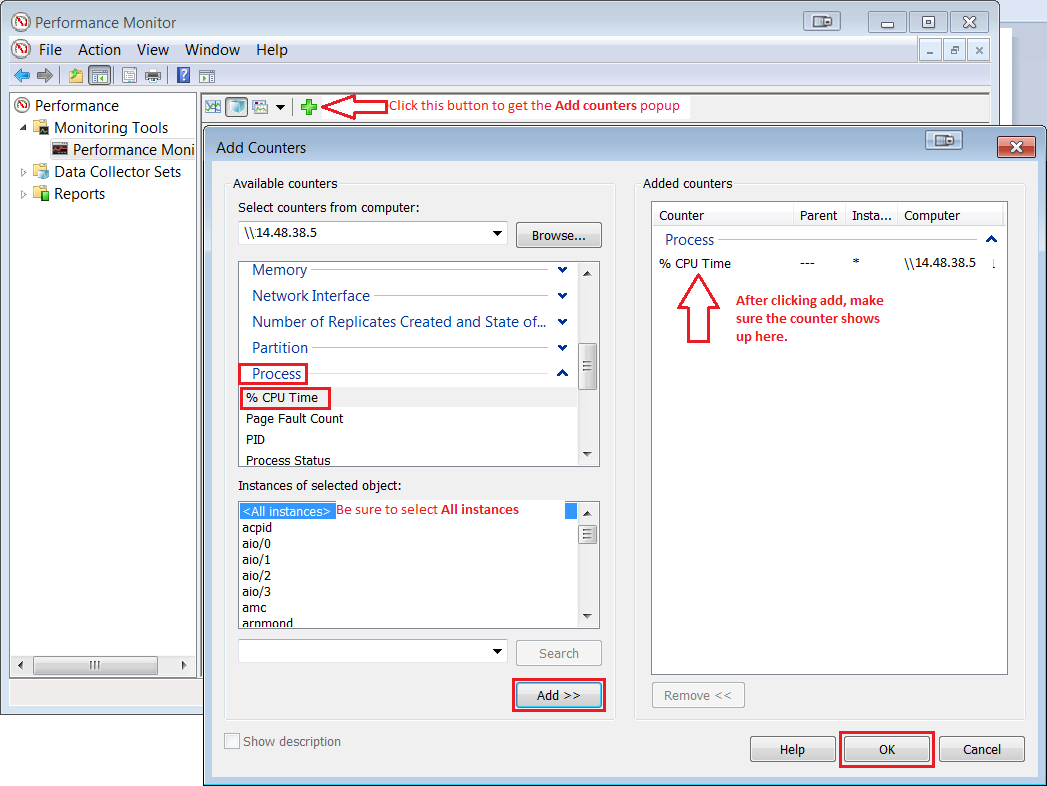 Performance Monitor
File Action View Window Help
Click this button to get the Add counters popup
Performance
Monitoring Tools
Performance Moni
Data Collector Sets
Reports
Add Counters
Available counters
Select counters from computer:
\\14.48.38.5
Browse...
Memory
Network Interface
Number of Replicates Created and State of...
Partition
Process
% CPU Time
Page Fault Count
PID
Process Status
Instances of selected object:
<All instances> Be sure to select All instances
acpid
aio/0
aio/1
aio/2
aio/3
amc
arnmond
Search
Add >>
Show description
Added counters
Counter Parent Insta... Computer
Process
% CPU Time --- * \\14.48.38.5
After clicking add, make
sure the counter shows
up here.
Remove <<
Help OK Cancel